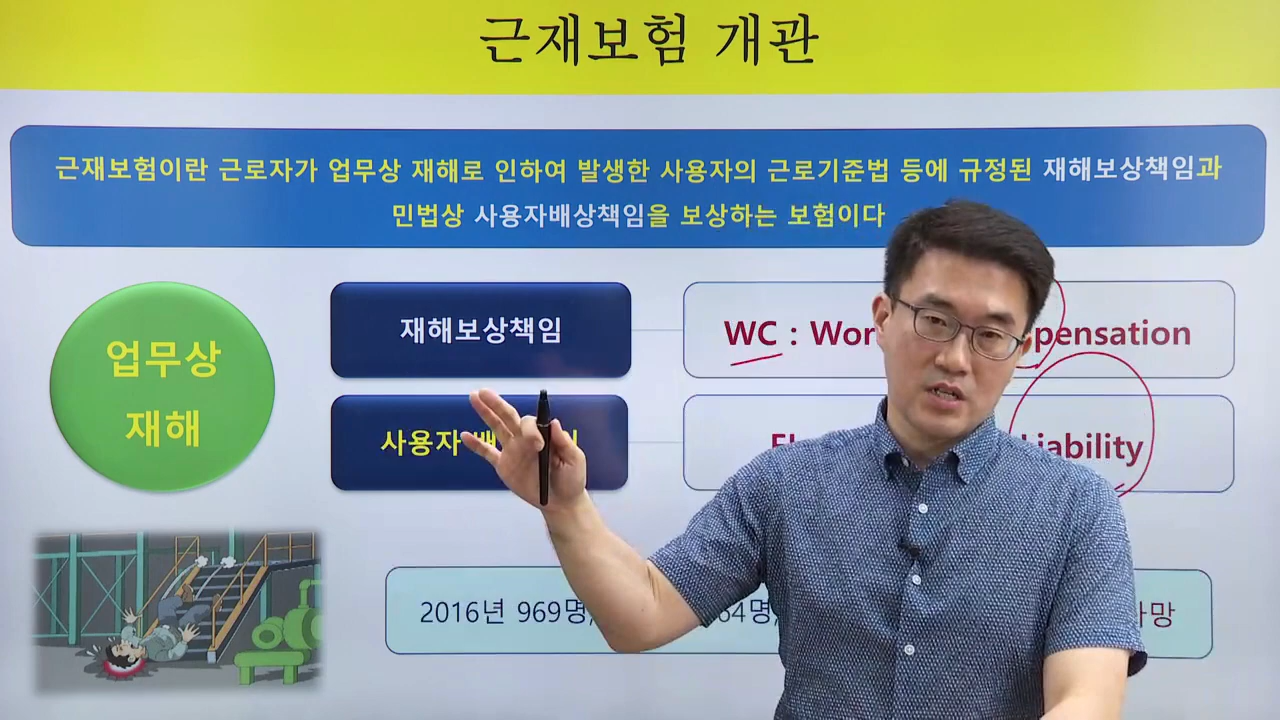 근재보험 개관
근재보험이란 근로자가 업무상 재해로 인하여 발생한 사용자의 근로기준법 등에 규정된 재해보상책임과
민법상 사용자배상책임을 보상하는 보험이다
업무상
재해
재해보상책임
WC : Wor pensation
사용자
Liability
2016년 969명, 64명, 사망